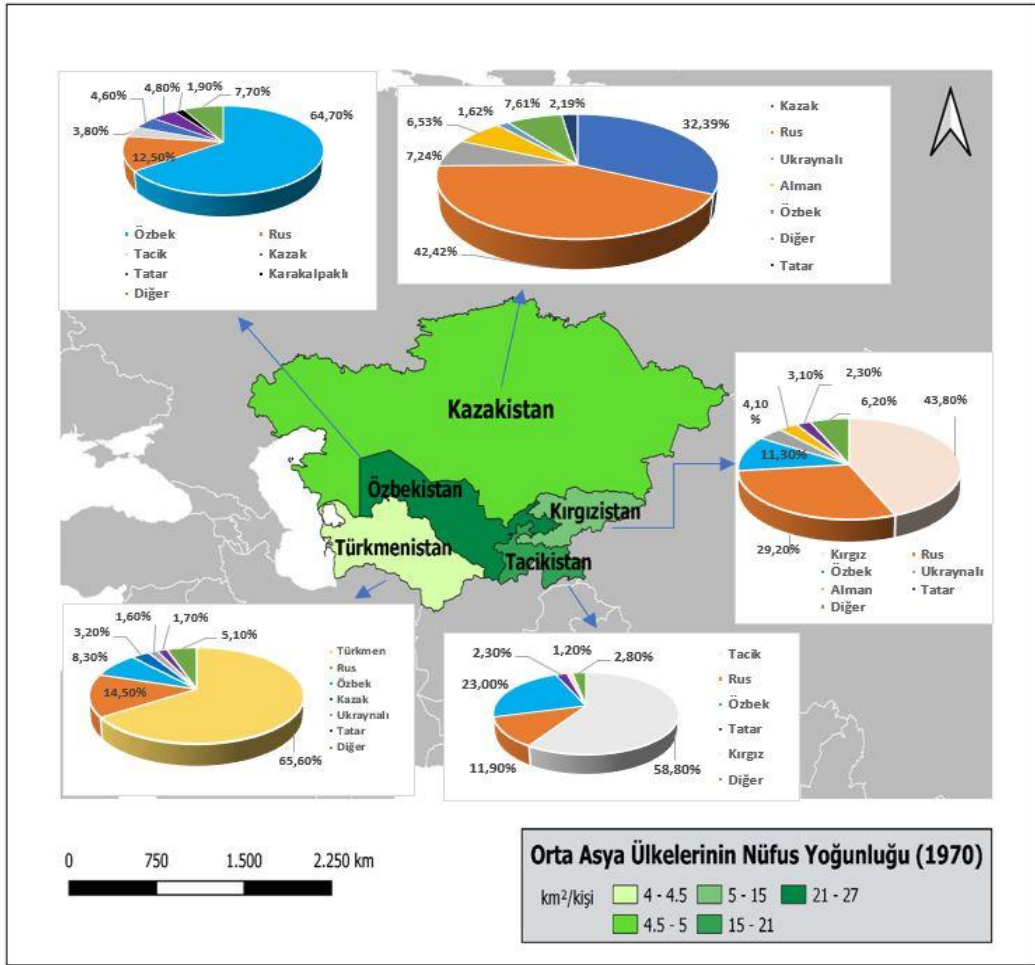 4,60%
4,80%
1,90%
7,70%
64,70%
3,80%
12,50%
Özbek Rus
Tacik Kazak
Tatar Karakalpaklı
Diğer
1,62%
7,61%
2,19%
6,53%
32,39%
7,24%
42,42%
Kazak
Rus
Ukraynalı
Alman
Özbek
Diğer
Tatar
Kazakistan
Özbekistan
Kırgızistan
Türkmenistan
Tacikistan
3,10%
2,30%
4,10
%
6,20%
43,80%
11,30%
29,20%
Kırgız Rus
Özbek Ukraynalı
Alman Tatar
Diğer
1,60%
1,70%
3,20%
5,10%
8,30%
14,50%
65,60%
Türkmen
Rus
Özbek
Kazak
Ukraynalı
Tatar
Diğer
2,30%
1,20%
2,80%
23,00%
11,90%
58,80%
Tacik
Rus
Özbek
Tatar
Kırgız
Diğer
0 750 1.500 2.250 km
Orta Asya Ülkelerinin Nüfus Yoğunluğu (1970)
km²/kişi 4 - 4.5 5 - 15 21 - 27
4.5 - 5 15 - 21